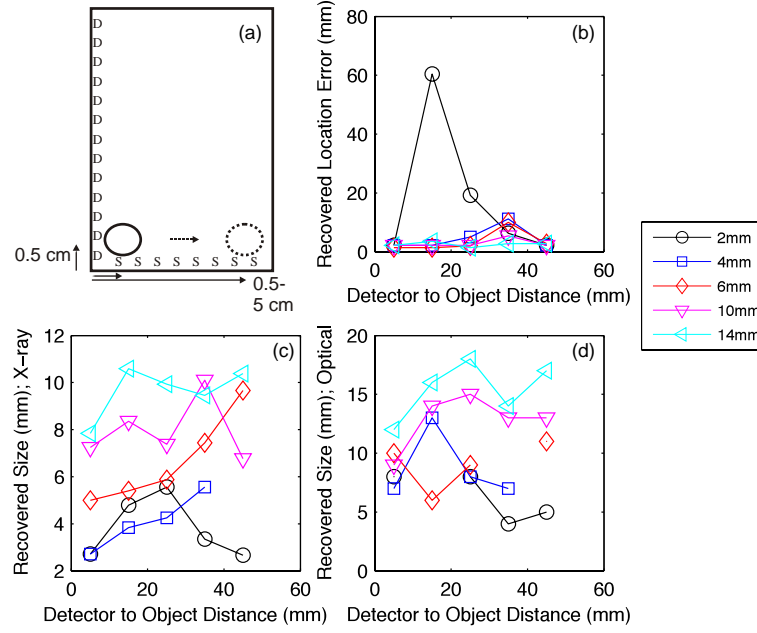 (a)
D
D
D
D
D
D
D
D
D
D
D
D
D
D
S S S S S S S S
0.5 cm
0.5-
5 cm
(b)
Recovered Location Error (mm)
80
60
40
20
0
0 20 40 60
Detector to Object Distance (mm)
2mm
4mm
6mm
10mm
14mm
(c)
Recovered Size (mm); X-ray
12
10
8
6
4
2
0 20 40 60
Detector to Object Distance (mm)
(d)
Recovered Size (mm); Optical
20
15
10
5
0
0 20 40 60
Detector to Object Distance (mm)